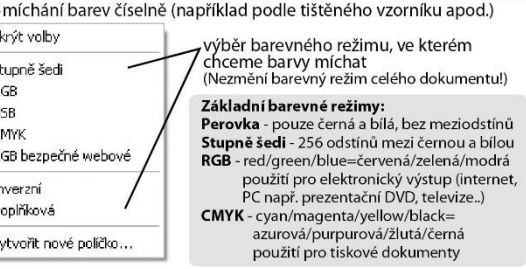 míchání barev číselně (například podle tištěného vzorníku apod.)
krýt volby
tupně šedi
GB
SB
MYK
GB bezpečné webové
nverzní
oplňková
ytvořit nové políčko...
výběr barevného režimu, ve kterém
chceme barvy míchat
(Nezmění barevný režim celého dokumentu!)
Základní barevné režimy:
Perovka - pouze černá a bílá, bez meziodstínů
Stupně šedi - 256 odstínů mezi černou a bílou
RGB - red/green/blue=červená/zelená/modrá
použití pro elektronický výstup (internet,
PC např. prezentační DVD, televize..)
CMYK - cyan/magenta/yellow/black=
azurová/purpurová/žlutá/černá
použití pro tiskové dokumenty